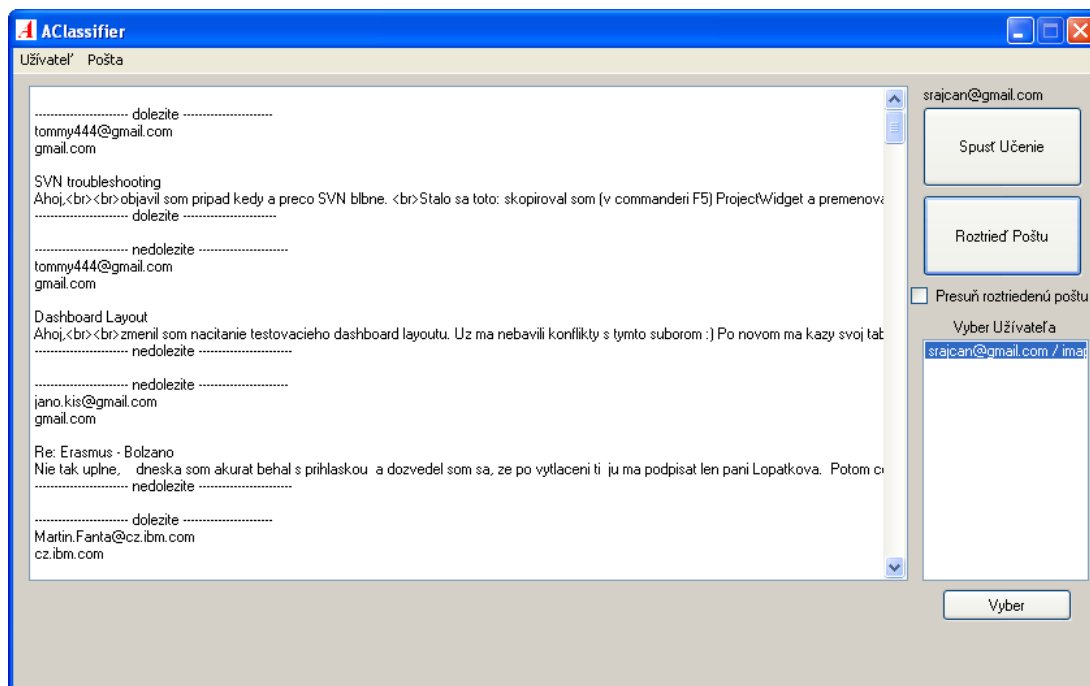 AClassifier
Užívateľ Pošta
------------------------ dolezite -----------------------
tommy444@gmail.com
gmail.com
SVN troubleshooting
Ahoj,<br><br>objavil som pripad kedy a preco SVN blbne. <br>Stalo sa toto: skopiroval som (v commanderi F5) ProjectWidget a premenova
------------------------ dolezite ------------------------
------------------------ nedolezite -----------------------
tommy444@gmail.com
gmail.com
Dashboard Layout
Ahoj,<br><br>zmenil som nacitanie testovacieho dashboard layoutu. Uz ma nebavili konflikty s tymto suborom :) Po novom ma kazy svoj tab
------------------------ nedolezite ------------------------
------------------------ nedolezite -----------------------
jano.kis@gmail.com
gmail.com
Re: Erasmus - Bolzano
Nie tak uplne, dneska som akurat behal s prihlaskou a dozvedel som sa, ze po vytlaceni ti ju ma podpisat len pani Lopatkova. Potom c
------------------------ nedolezite ------------------------
------------------------ dolezite -----------------------
Martin.Fanta@cz.ibm.com
cz.ibm.com
srajcan@gmail.com
Spusť Učenie
Roztrieď Poštu
Presuň roztriedenú poštu
Vyber Užívateľa
srajcan@gmail.com / imap
Vyber